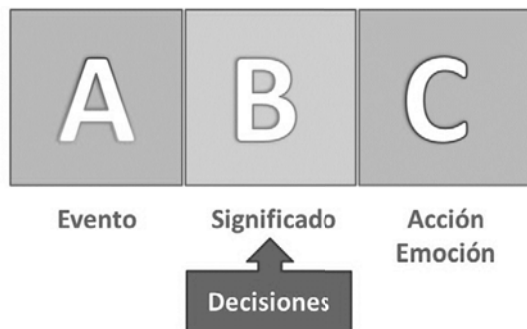 A B C
Evento Significado Acción
Emoción
Decisiones